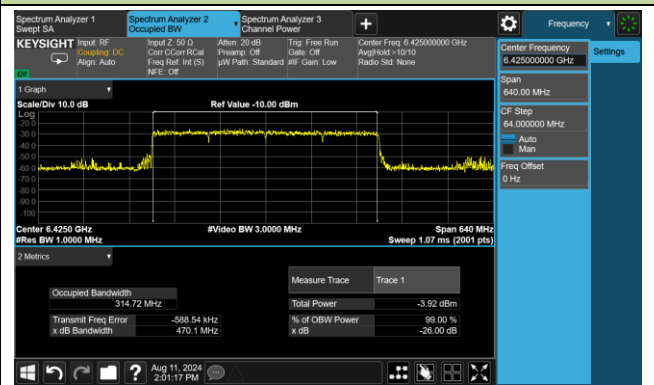 Spectrum Analyzer 1
Swept SA
Spectrum Analyzer 2
Occupied BW
Spectrum Analyzer 3
Channel Power
Frequency
KEYSIGHT
Input: RF
Coupling: DC
Align: Auto
Input Z: 50 Ω
Corr CCorr RCal
Freq Ref: Int (S)
NFE: Off
Atten: 20 dB
Preamp: Off
µW Path: Standard
Trig: Free Run
Gate: Off
#IF Gain: Low
Center Freq: 6.425000000 GHz
Avg|Hold:>10/10
Radio Std: None
Center Frequency
6.425000000 GHz
Settings
Span
640.00 MHz
CF Step
64.000000 MHz
Auto
Man
Freq Offset
0 Hz
1 Graph
Scale/Div 10.0 dB
Ref Value -10.00 dBm
Log
-20.0
-30.0
-40.0
-50.0
-60.0
-70.0
-80.0
-90.0
-100
Center 6.4250 GHz
#Video BW 3.0000 MHz
Span 640 MHz
#Res BW 1.0000 MHz
Sweep 1.07 ms (2001 pts)
2 Metrics
Measure Trace
Trace 1
Occupied Bandwidth
314.72 MHz
Total Power
-3.92 dBm
Transmit Freq Error
-588.54 kHz
% of OBW Power
99.00 %
x dB Bandwidth
470.1 MHz
x dB
-26.00 dB
Aug 11, 2024
2:01:17 PM